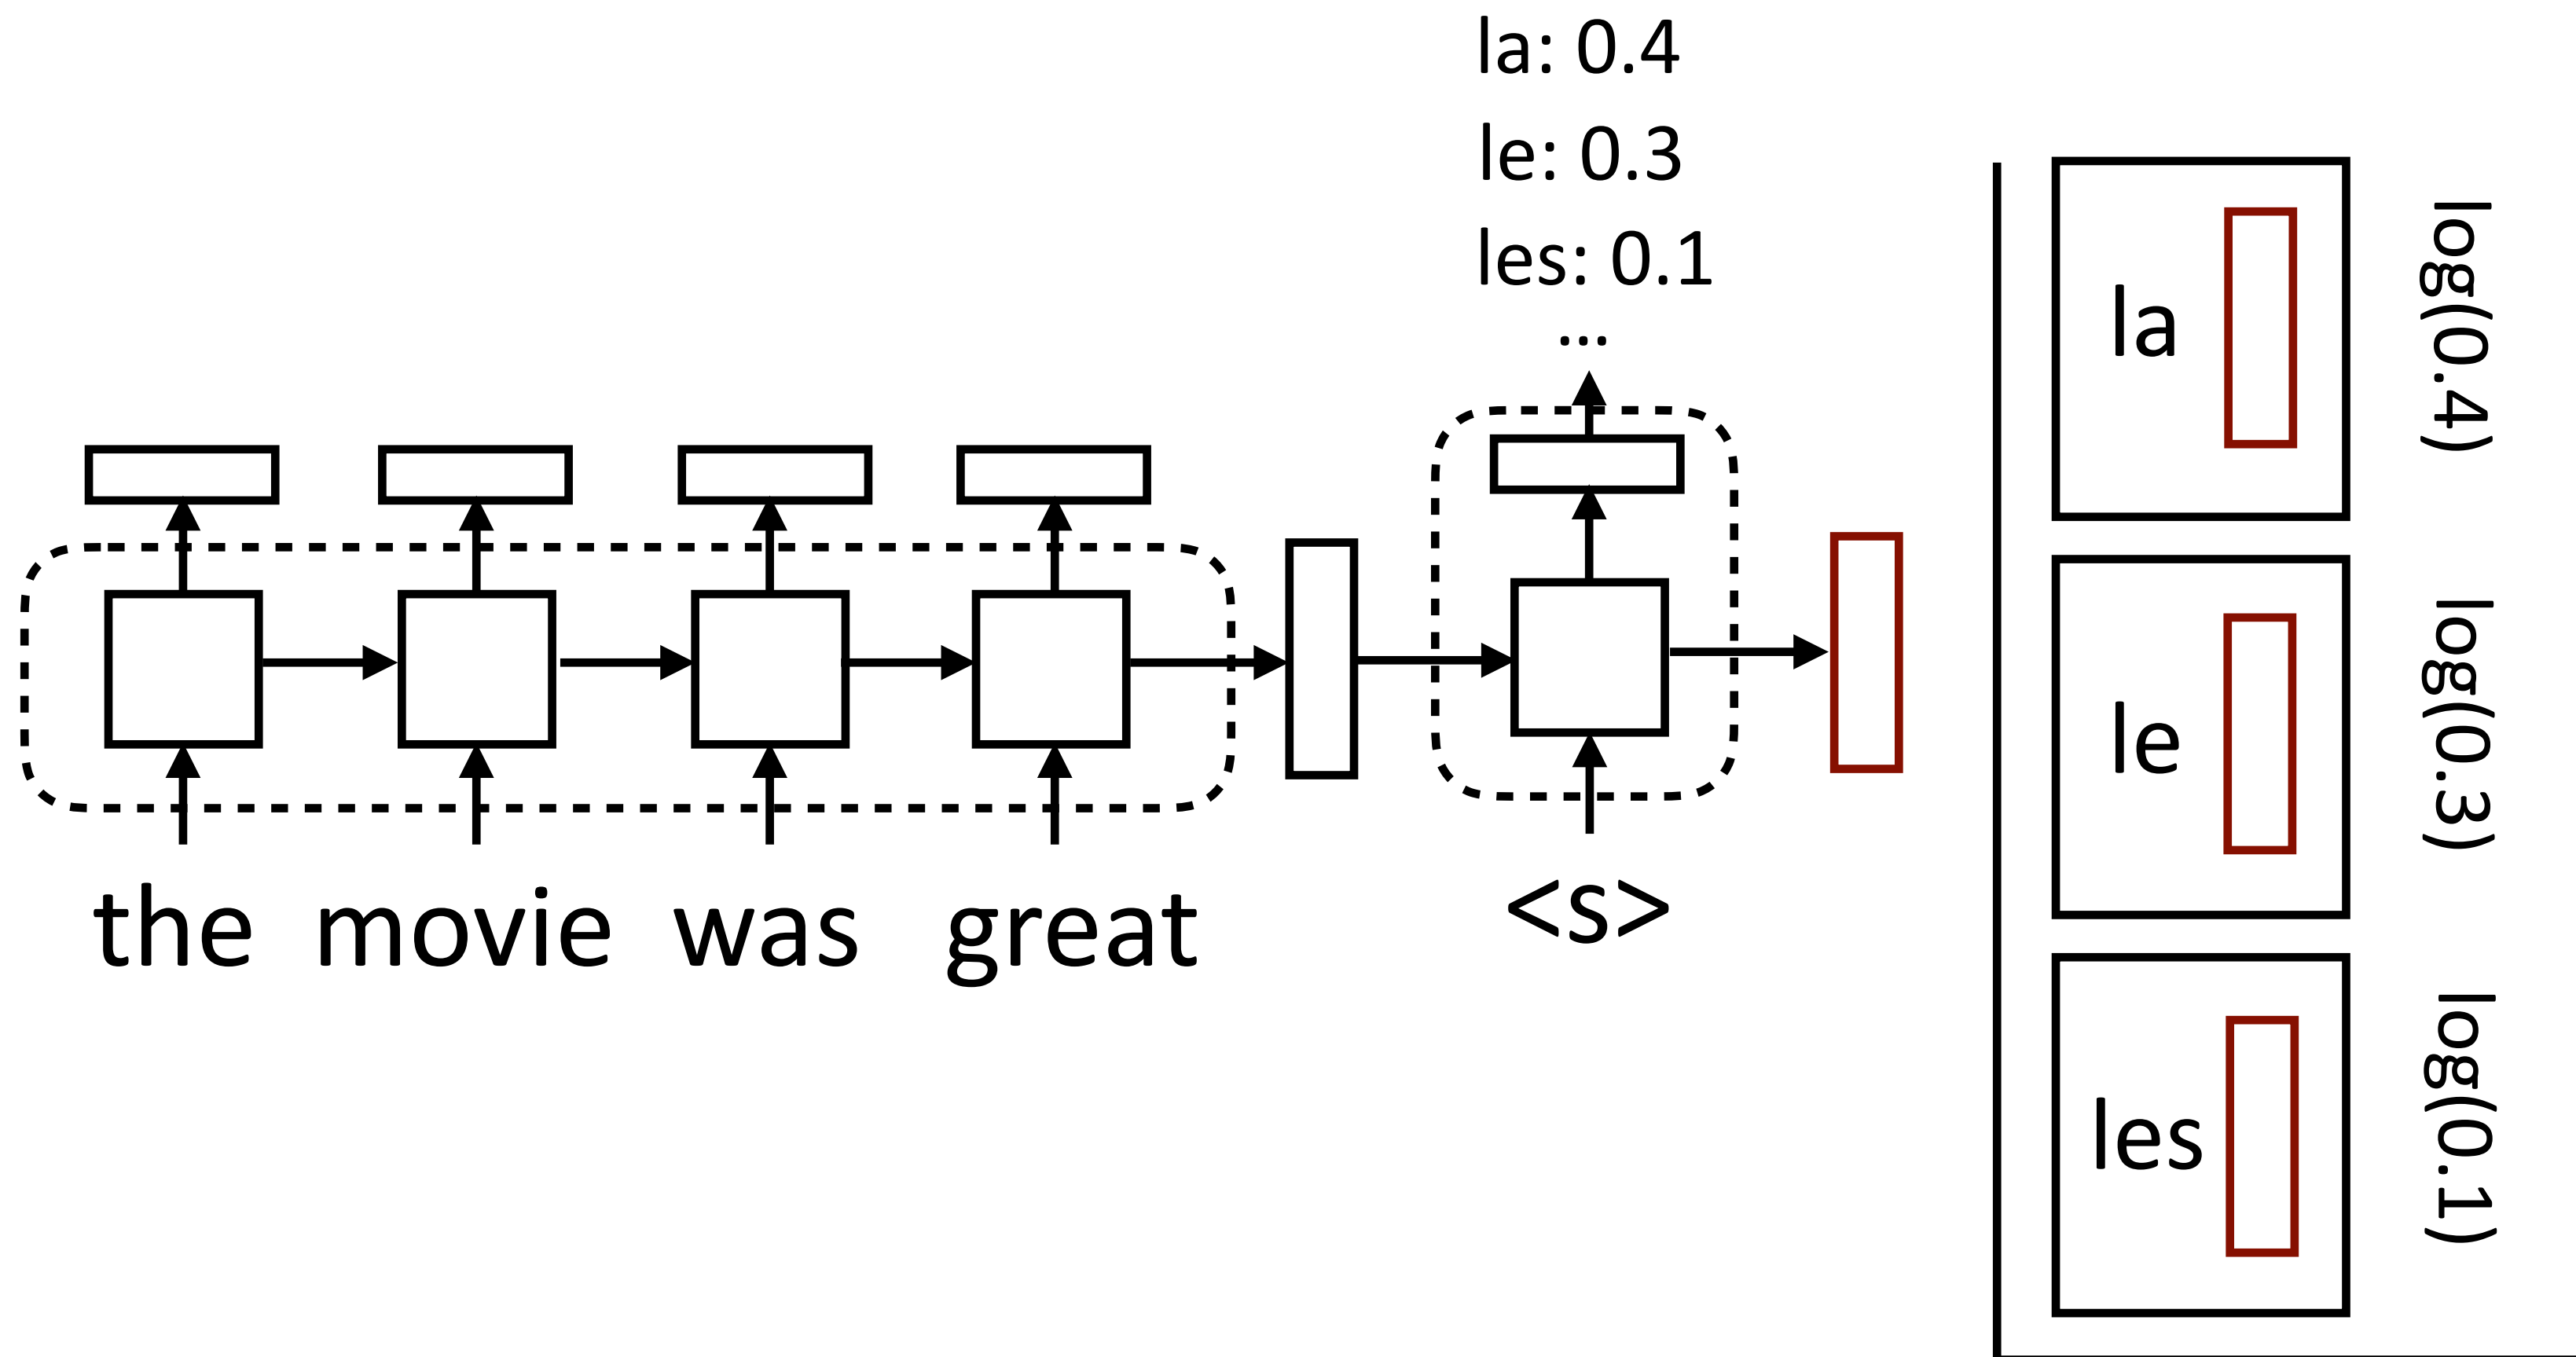 la: 0.4
le: 0.3
les: 0.1
...
the movie was great
<s>
la
log(0.4)
le
log(0.3)
les
log(0.1)